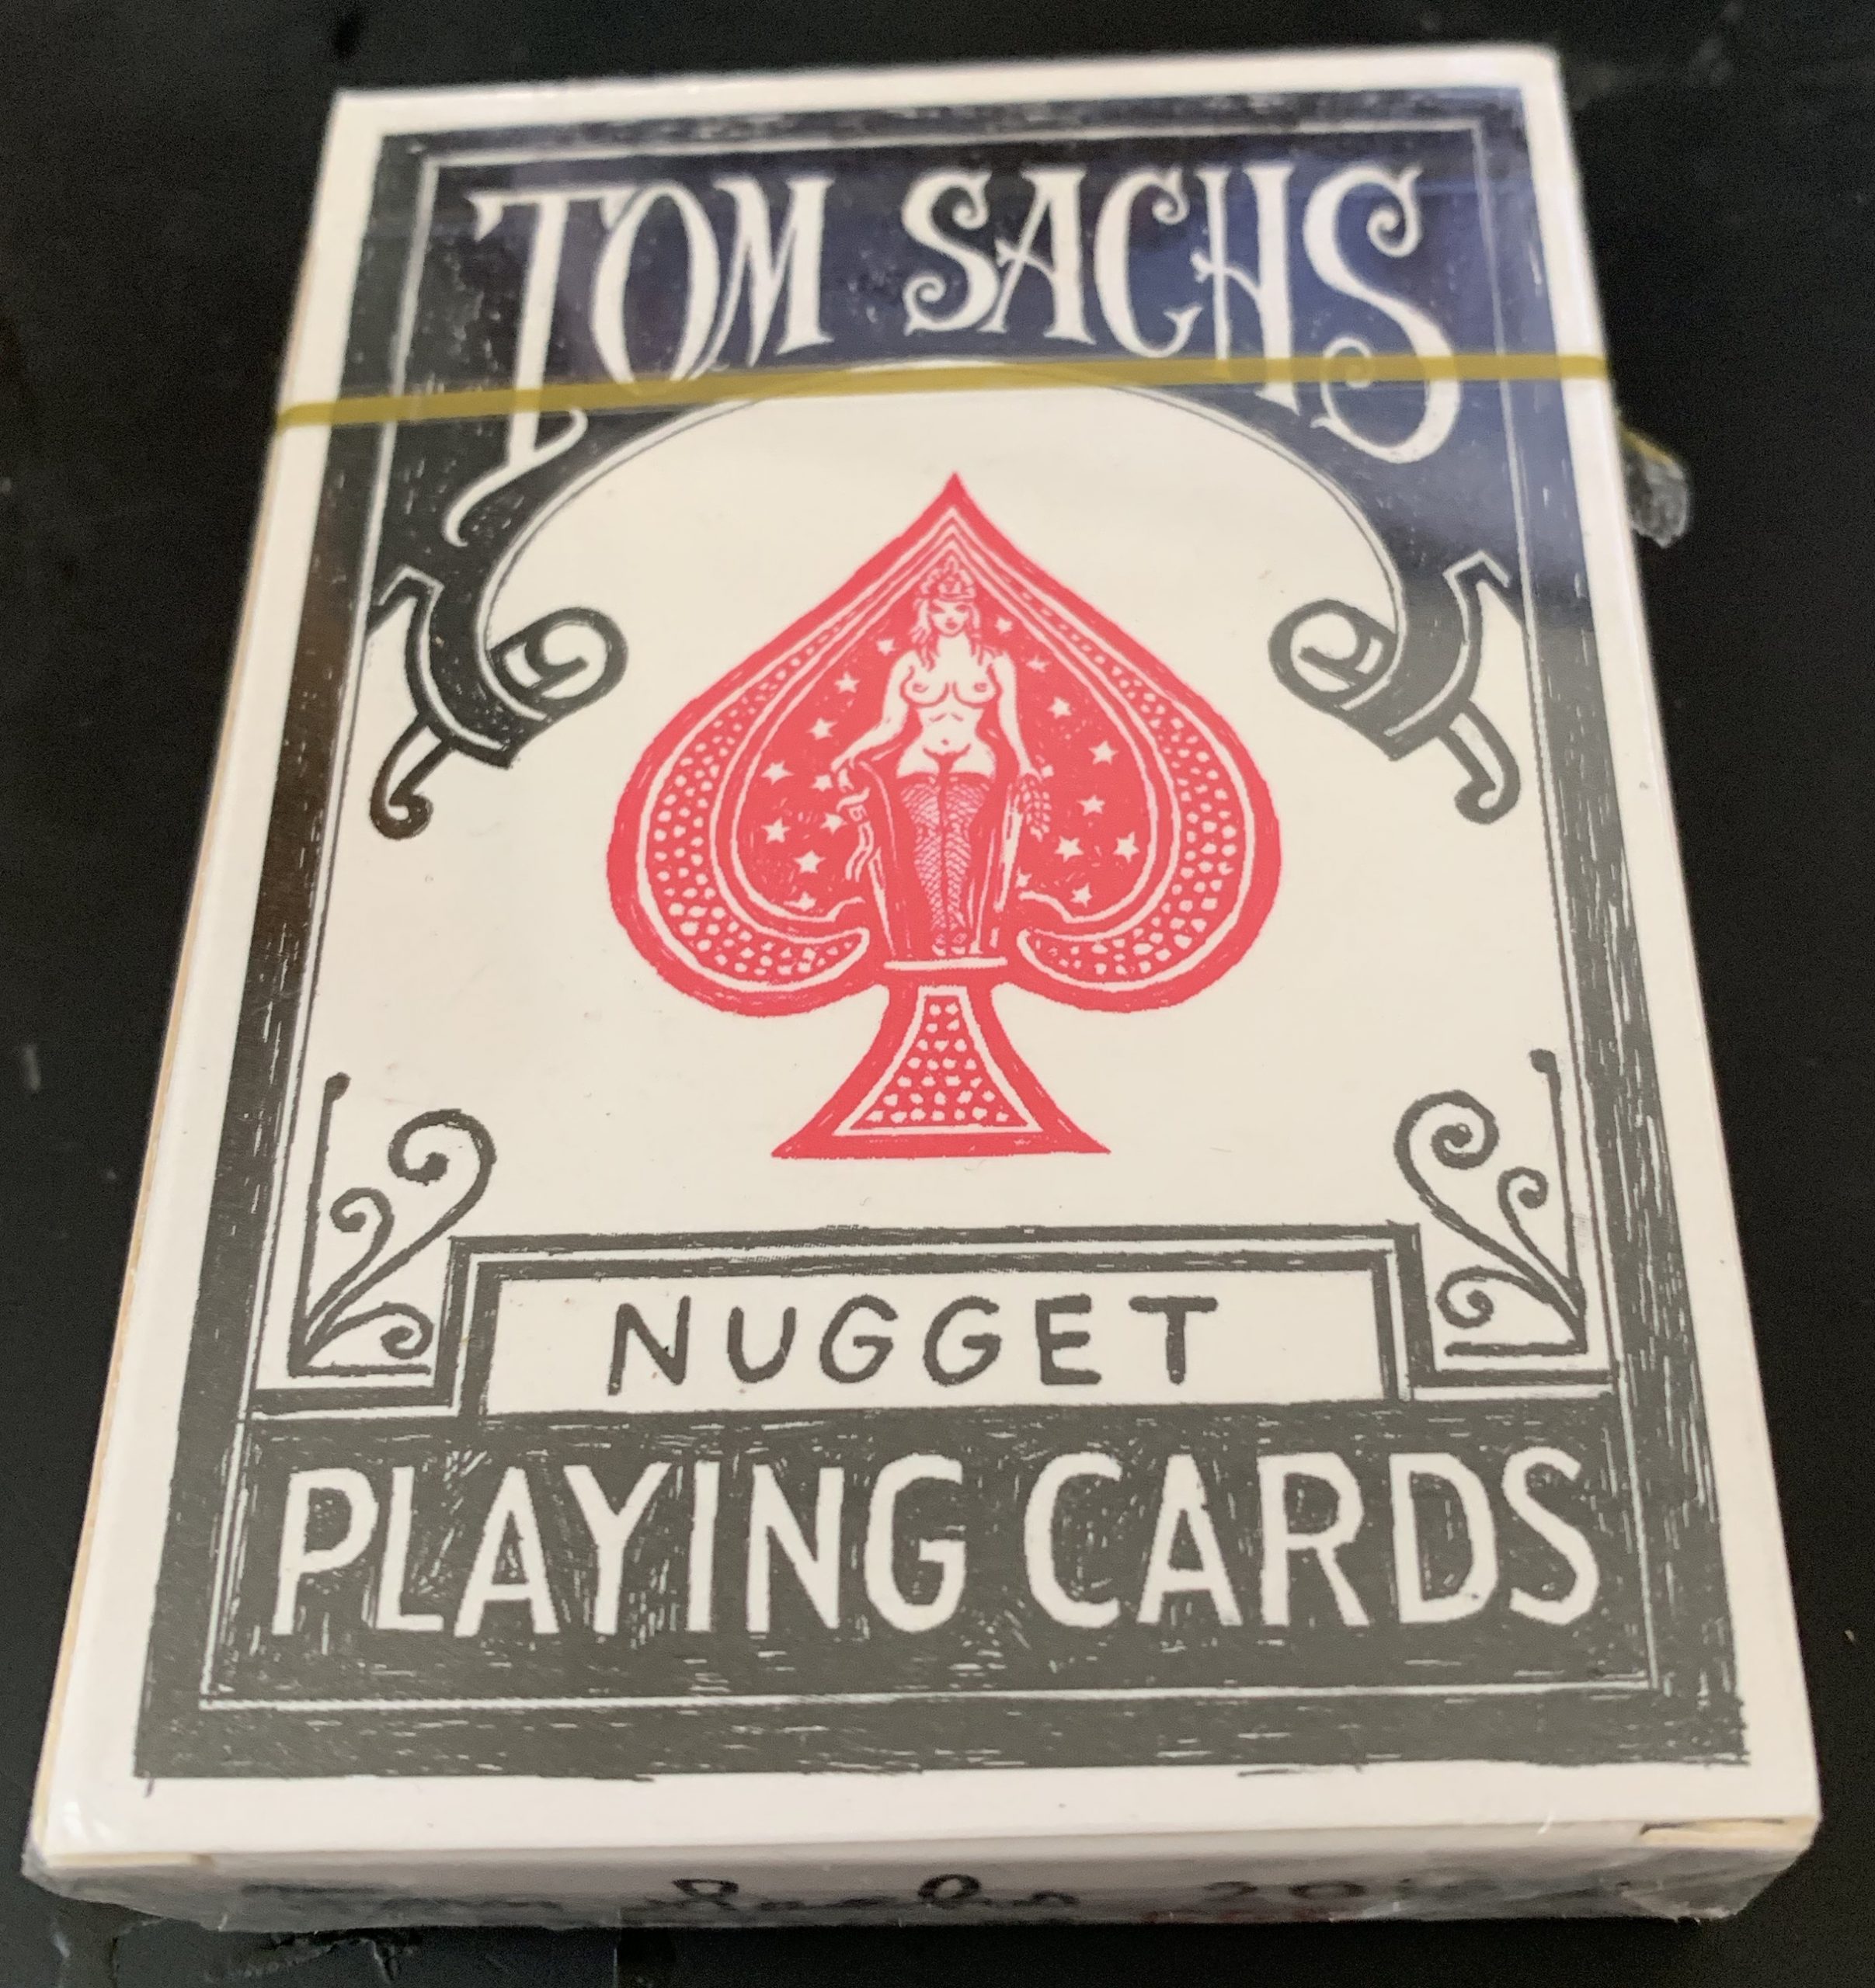 TOM SACHS
NUGGET
PLAYING CARDS